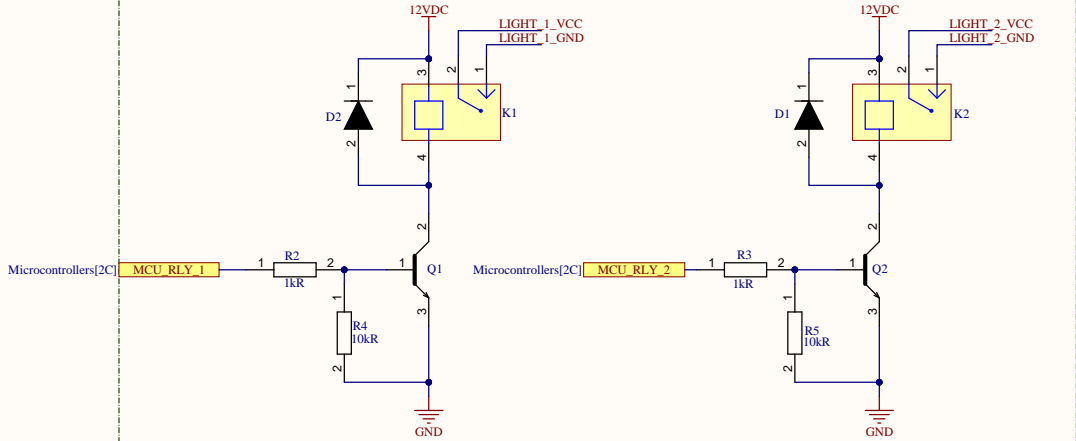 12VDC
12VDC
LIGHT_1_VCC
LIGHT_2_VCC
LIGHT_1_GND
LIGHT_2_GND
3
2
1
3
2
1
1
1
D2
K1
D1
K2
2
2
4
4
2
2
R2
R3
Microcontrollers[2C]
MCU_RLY_1
1
2
1
Q1
Microcontrollers[2C]
MCU_RLY_2
1
2
1
Q2
1kR
1kR
1
1
3
3
R4
R5
10kR
10kR
2
2
GND
GND